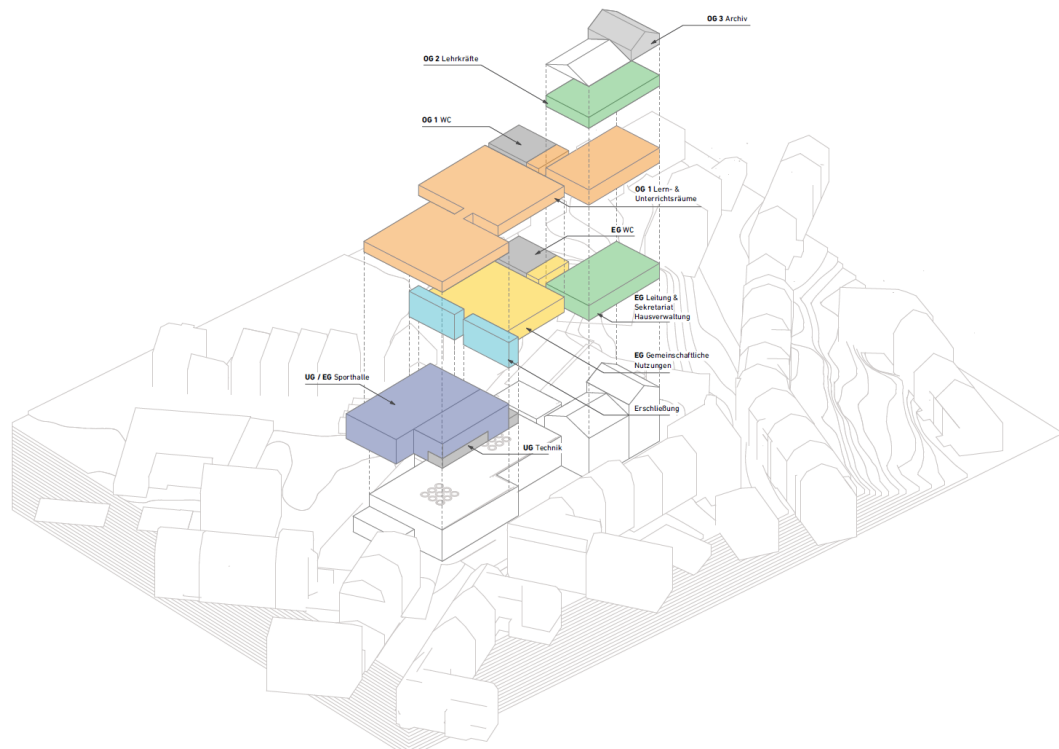 OG 3 Archiv
OG 2 Lehrkräfte
OG 1 WC
OG 1 Lern- &
Unterrichtsräume
EG WC
EG Leitung &
Sekretariat
Hausverwaltung
EG Gemeinschaftliche
Nutzungen
UG / EG Sporthalle
Erschließung
UG Technik